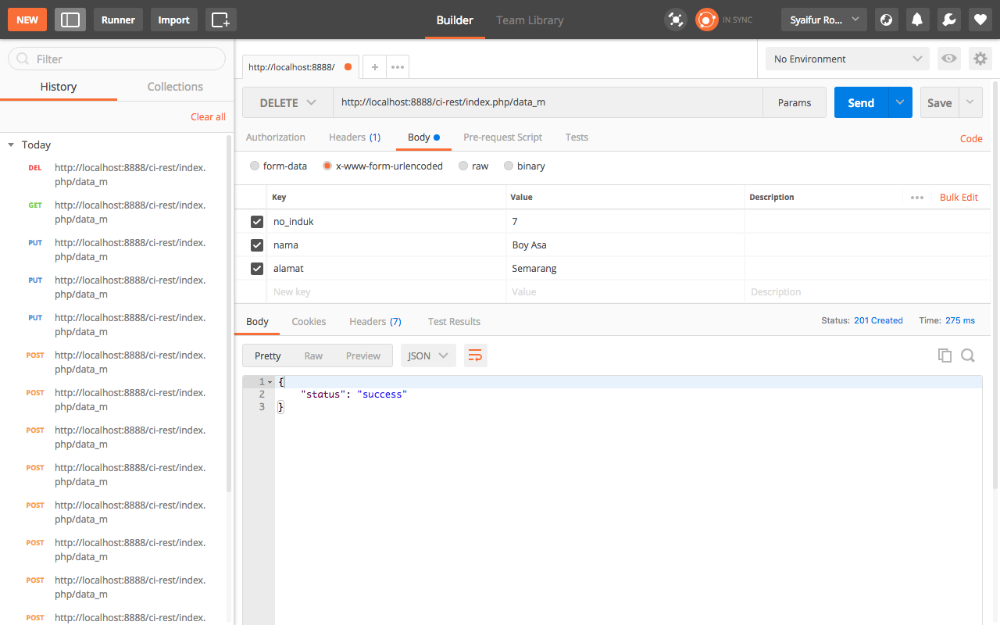 NEW
Runner
Import
Builder
Team Library
IN SYNC
Syaifur Ro...
Filter
History
Collections
Clear all
Today
DEL http://localhost:8888/ci-rest/index.
php/data_m
GET http://localhost:8888/ci-rest/index.
php/data_m
PUT http://localhost:8888/ci-rest/index.
php/data_m
PUT http://localhost:8888/ci-rest/index.
php/data_m
PUT http://localhost:8888/ci-rest/index.
php/data_m
POST http://localhost:8888/ci-rest/index.
php/data_m
POST http://localhost:8888/ci-rest/index.
php/data_m
POST http://localhost:8888/ci-rest/index.
php/data_m
POST http://localhost:8888/ci-rest/index.
php/data_m
POST http://localhost:8888/ci-rest/index.
php/data_m
POST http://localhost:8888/ci-rest/index.
php/data_m
POST http://localhost:8888/ci-rest/index.
php/data_m
POST http://localhost:8888/ci-rest/index.
http://localhost:8888/
No Environment
DELETE
http://localhost:8888/ci-rest/index.php/data_m
Params
Send
Save
Authorization
Headers (1)
Body
Pre-request Script
Tests
Code
form-data
x-www-form-urlencoded
raw
binary
Key Value Description
Bulk Edit
no_induk 7
nama Boy Asa
alamat Semarang
New key Value Description
Body
Cookies
Headers (7)
Test Results
Status: 201 Created
Time: 275 ms
Pretty
Raw
Preview
JSON
1 {
2 "status": "success"
3 }